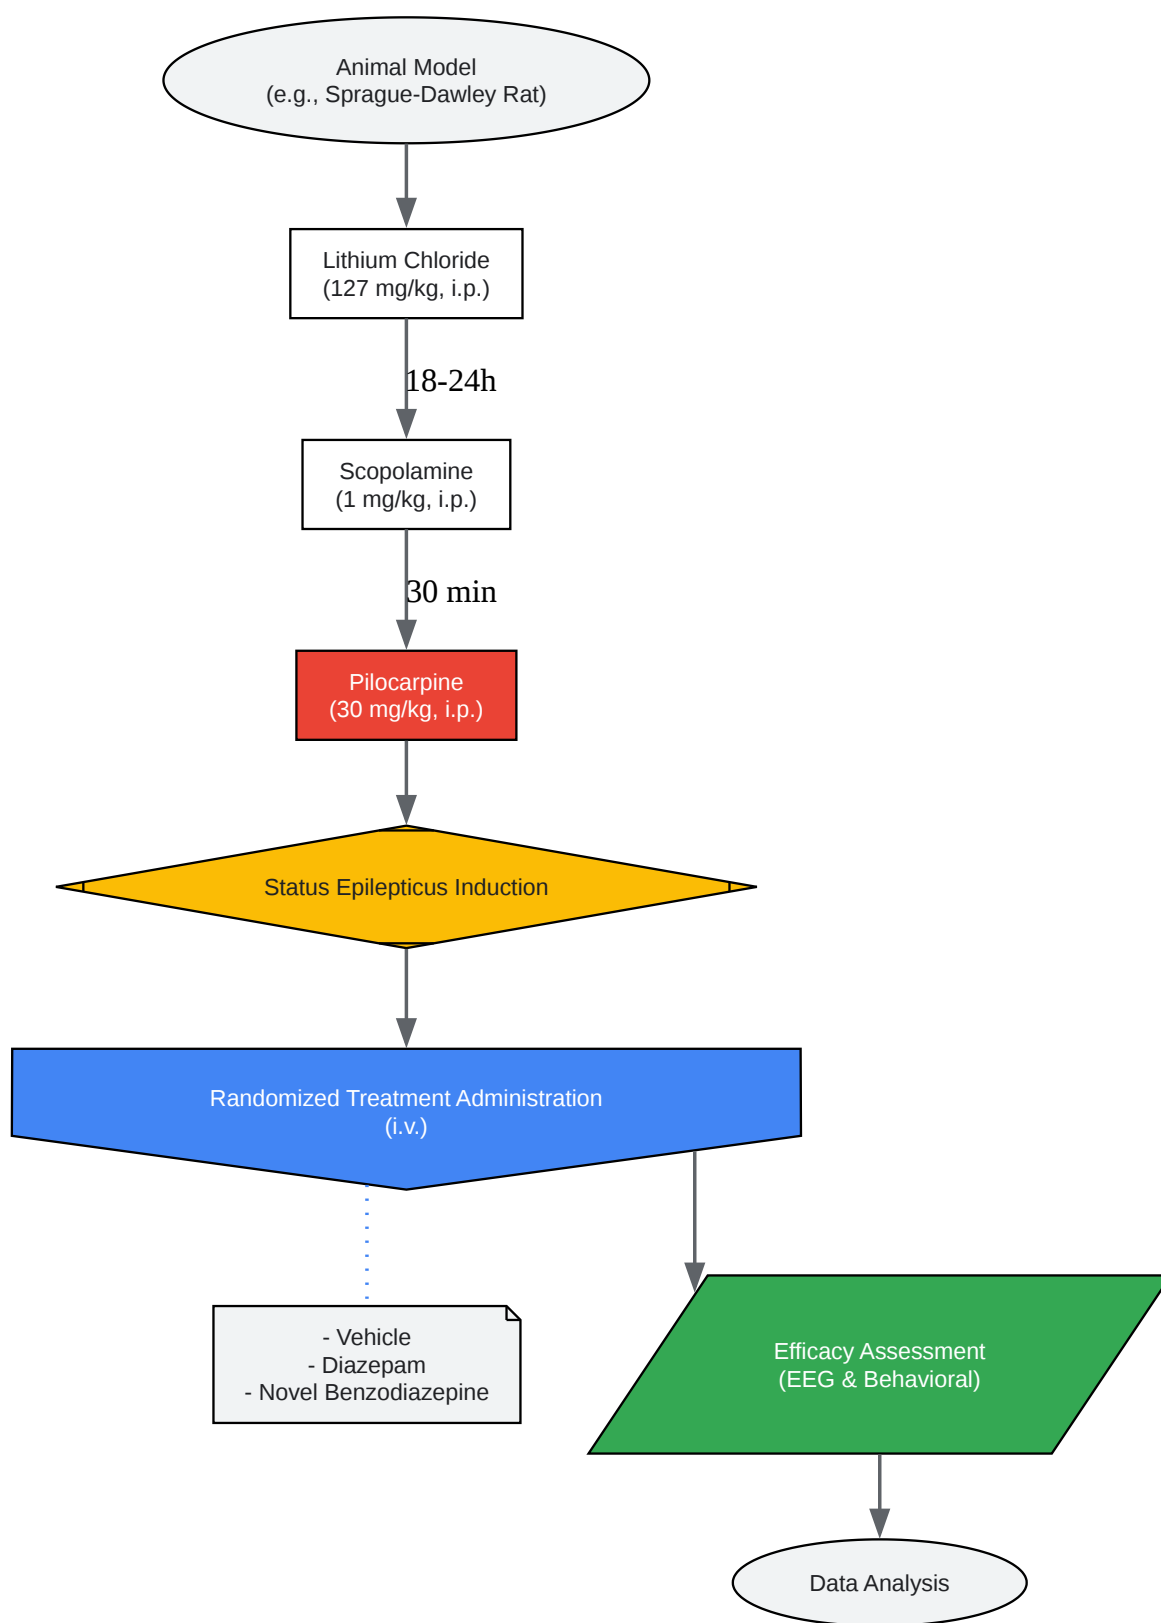 Animal Model
(e.g., Sprague-Dawley Rat)
Lithium Chloride
(127 mg/kg, i.p.)
18-24h
Scopolamine
(1 mg/kg, i.p.)
30 min
Pilocarpine
(30 mg/kg, i.p.)
Status Epilepticus Induction
Randomized Treatment Administration
(i.v.)
- Vehicle
- Diazepam
- Novel Benzodiazepine
Efficacy Assessment
(EEG & Behavioral)
Data Analysis